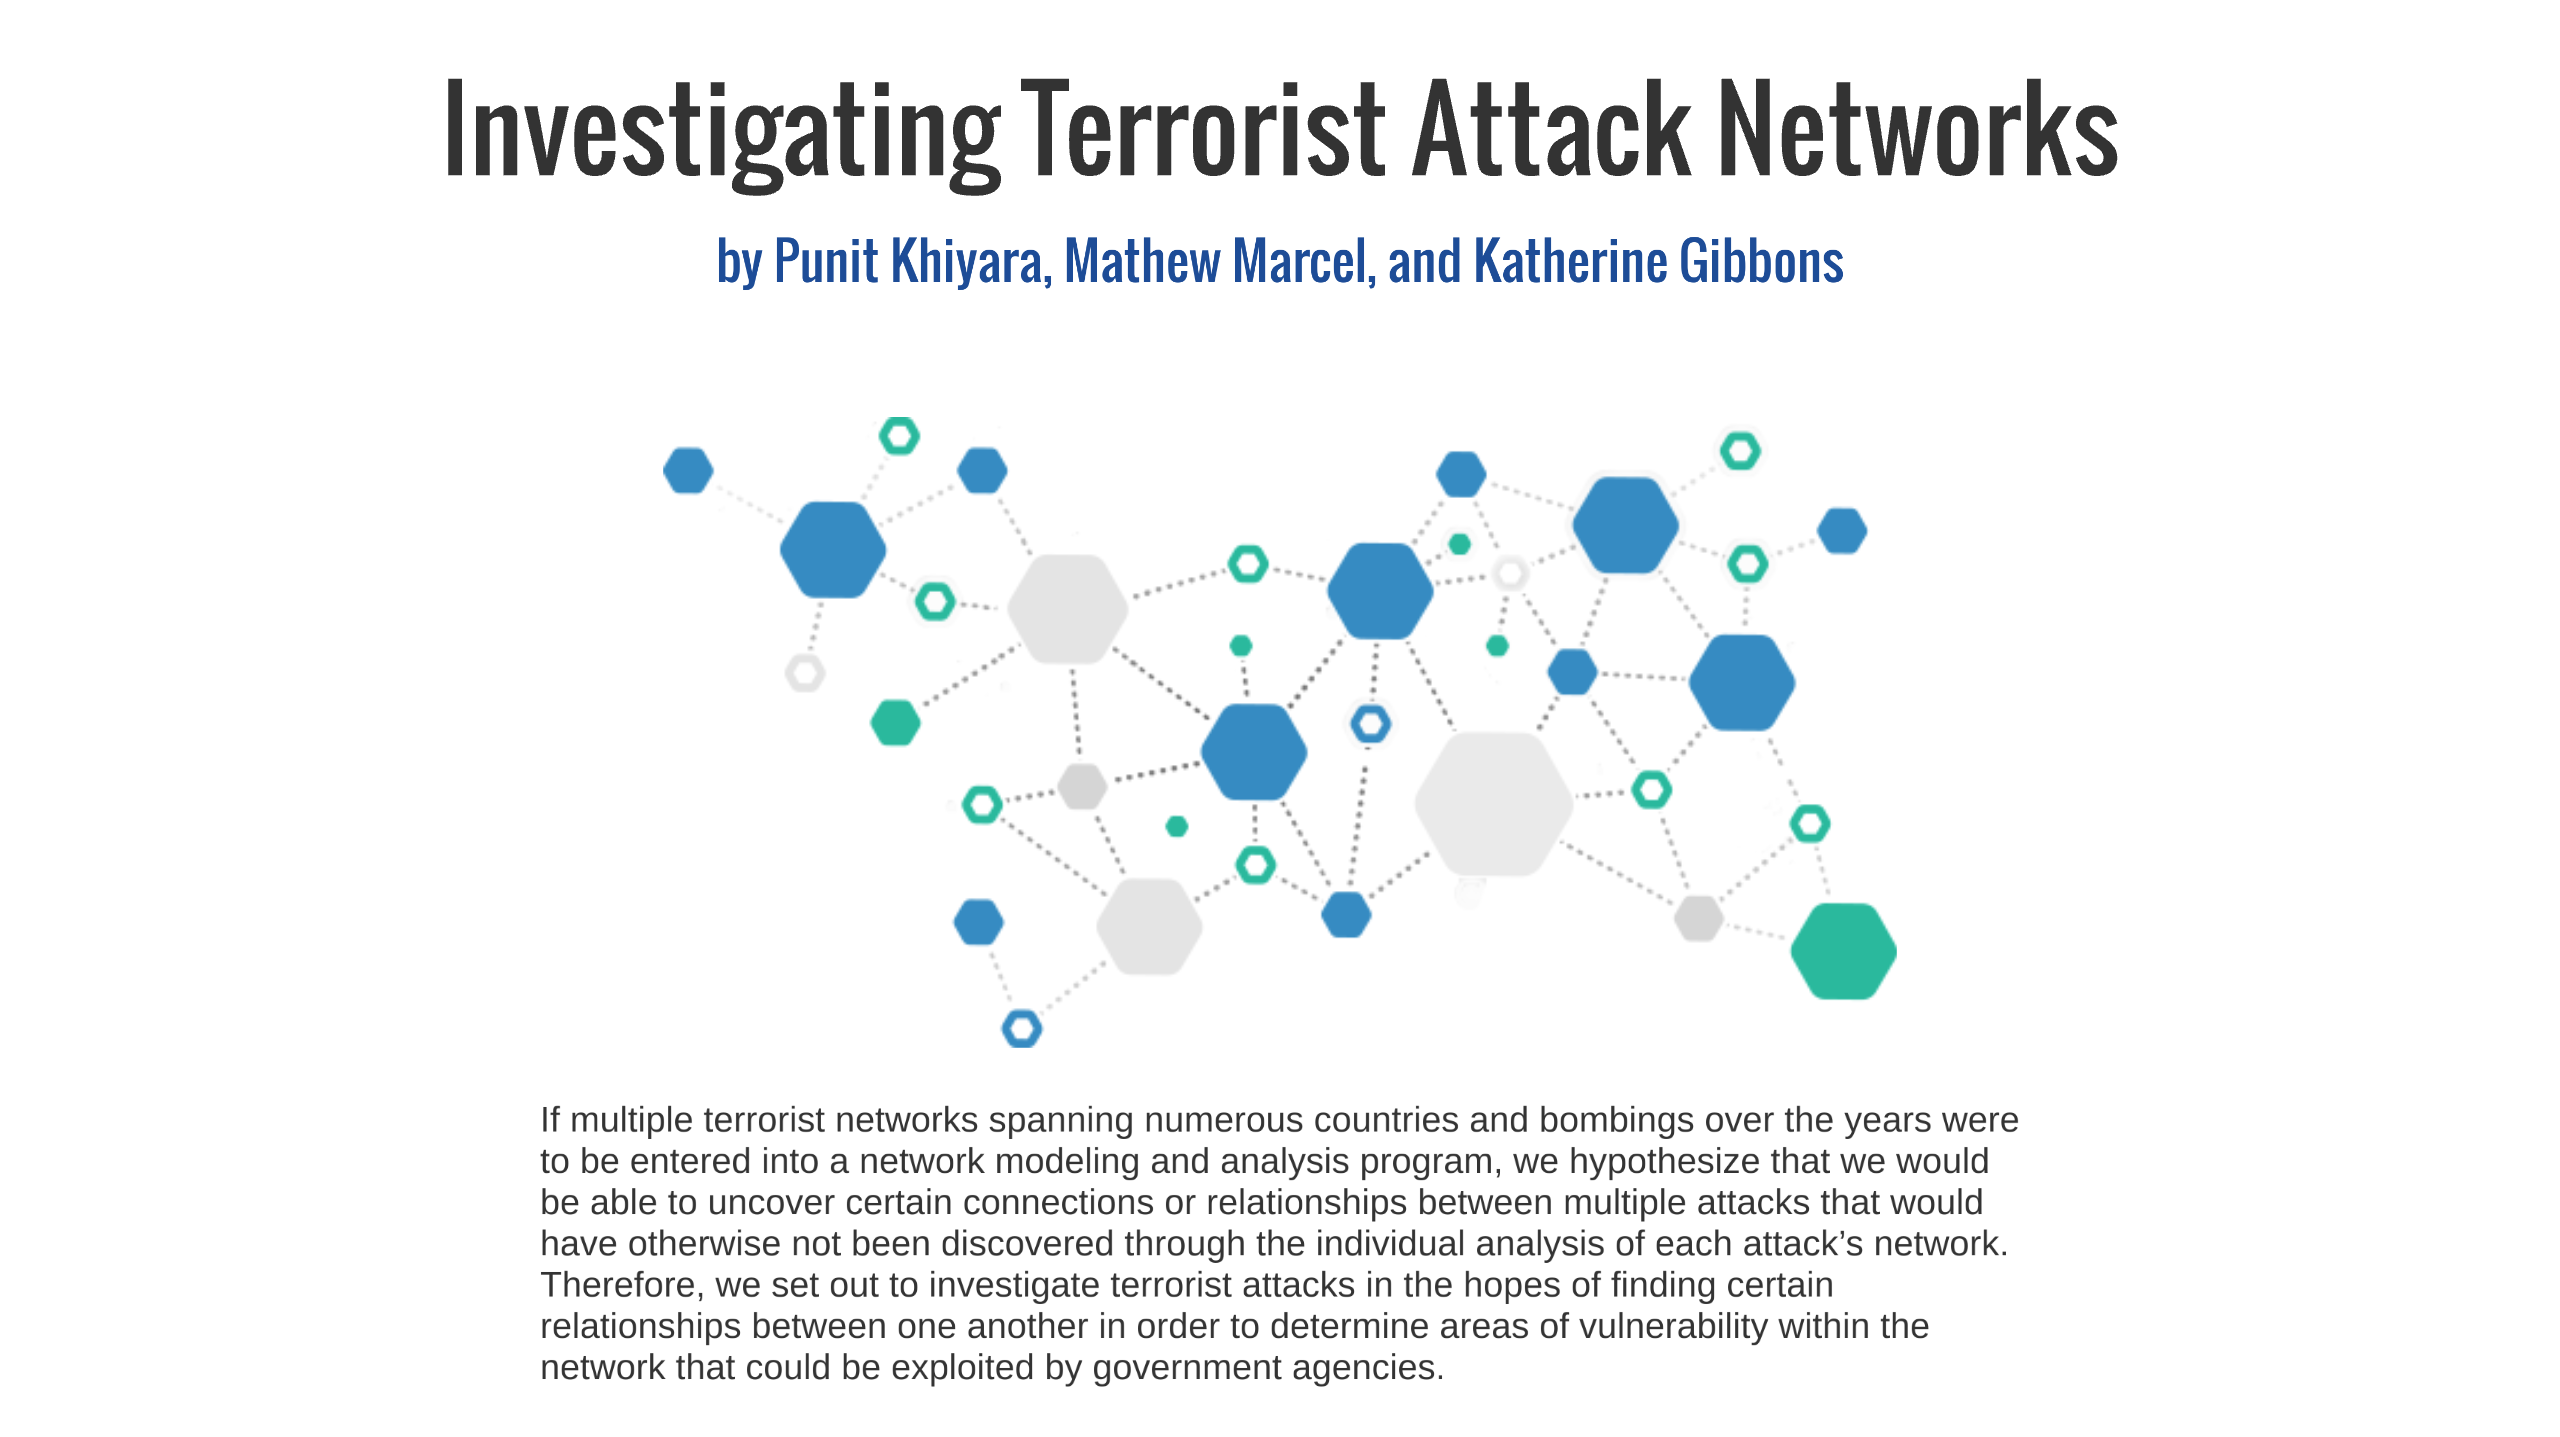 Investigating Terrorist Attack Networks
by Punit Khiyara, Mathew Marcel, and Katherine Gibbons
If multiple terrorist networks spanning numerous countries and bombings over the years were
to be entered into a network modeling and analysis program, we hypothesize that we would
be able to uncover certain connections or relationships between multiple attacks that would
have otherwise not been discovered through the individual analysis of each attack’s network.
Therefore, we set out to investigate terrorist attacks in the hopes of finding certain
relationships between one another in order to determine areas of vulnerability within the
network that could be exploited by government agencies.